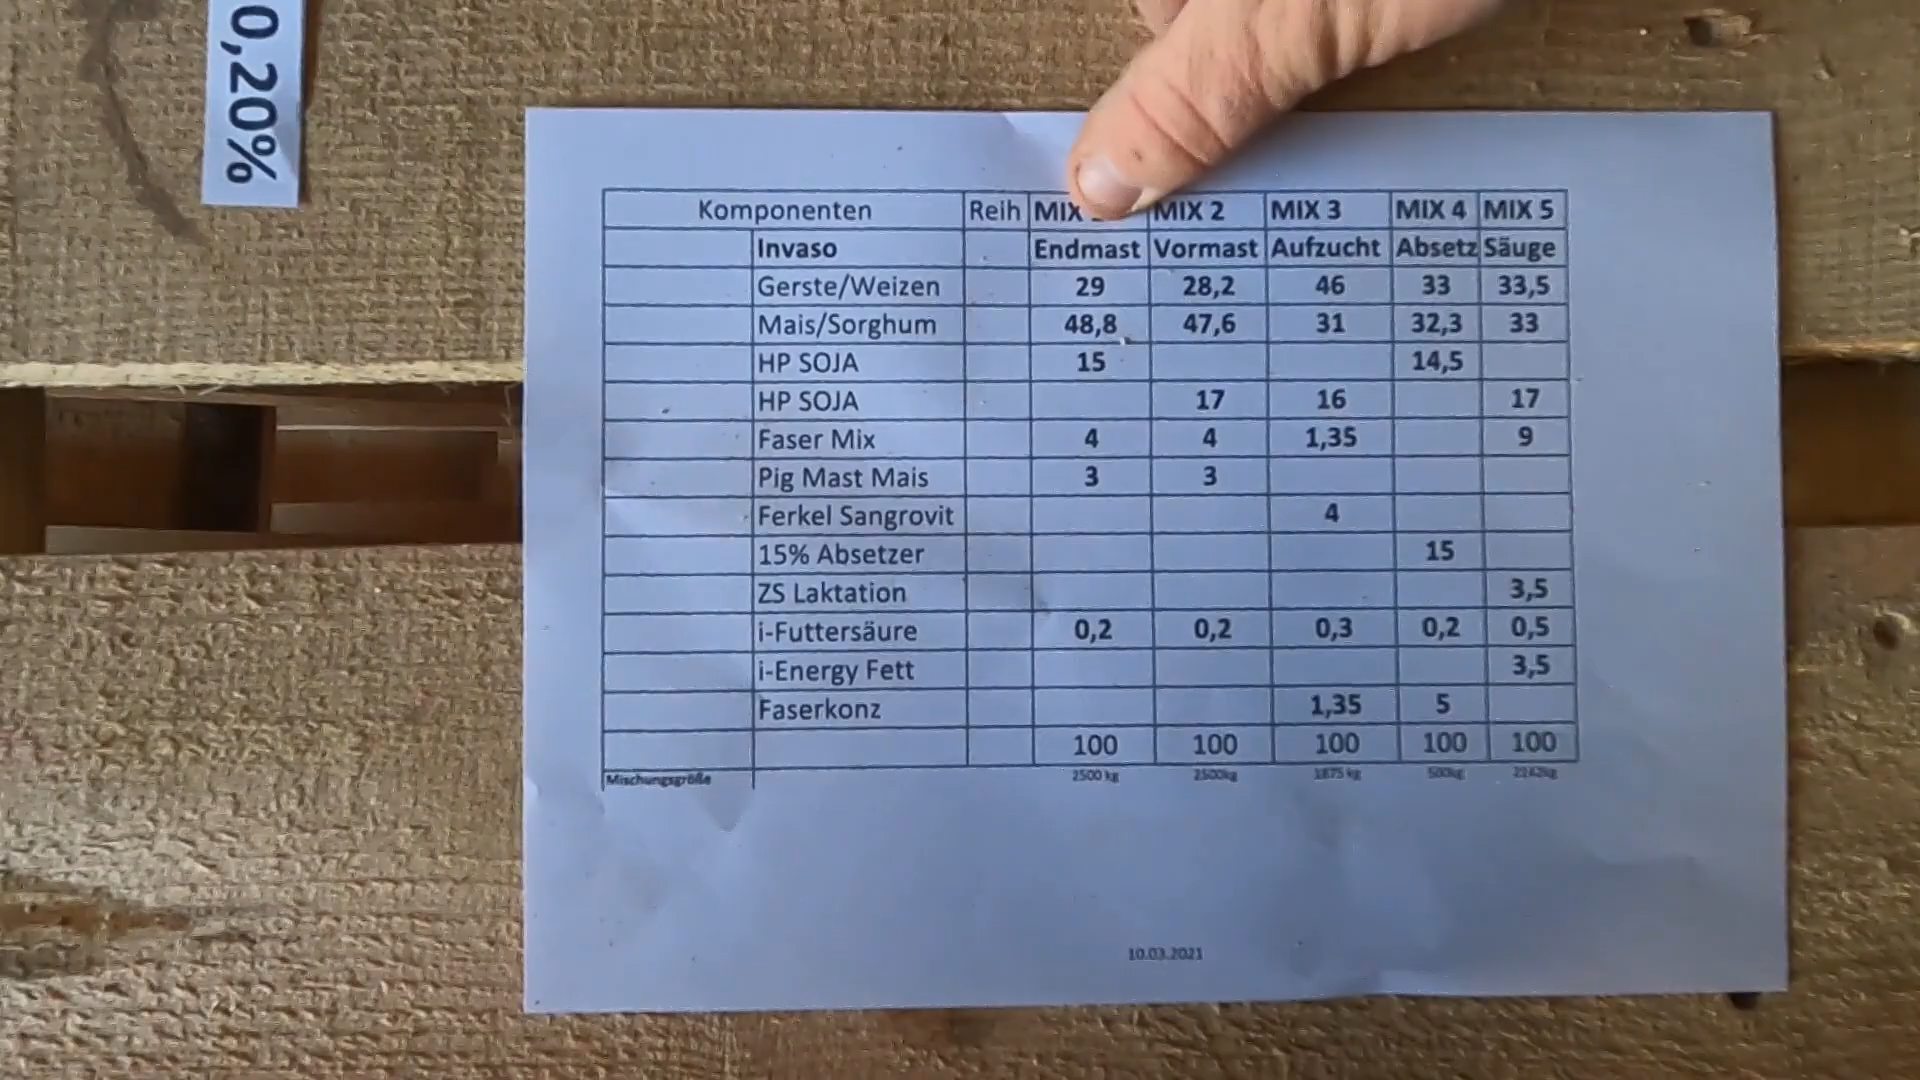 0,20%
Komponenten Reih MIX MIX 2 MIX 3 MIX 4 MIX 5
Invaso Endmast Vormast Aufzucht Absetz Säuge
Gerste/Weizen 29 28,2 46 33 33,5
Mais/Sorghum 48,8 47,6 31 32,3 33
HP SOJA 15 14,5
HP SOJA 17 16 17
Faser Mix 4 4 1,35 9
Pig Mast Mais 3 3
Ferkel Sangrovit 4
15% Absetzer 15
ZS Laktation 3,5
i-Futtersäure 0,2 0,2 0,3 0,2 0,5
i-Energy Fett 3,5
Faserkonz 1,35 5
100 100 100 100 100
Mischungsgröße 2500 kg 2500kg 1875 kg 500kg
10.03.2021